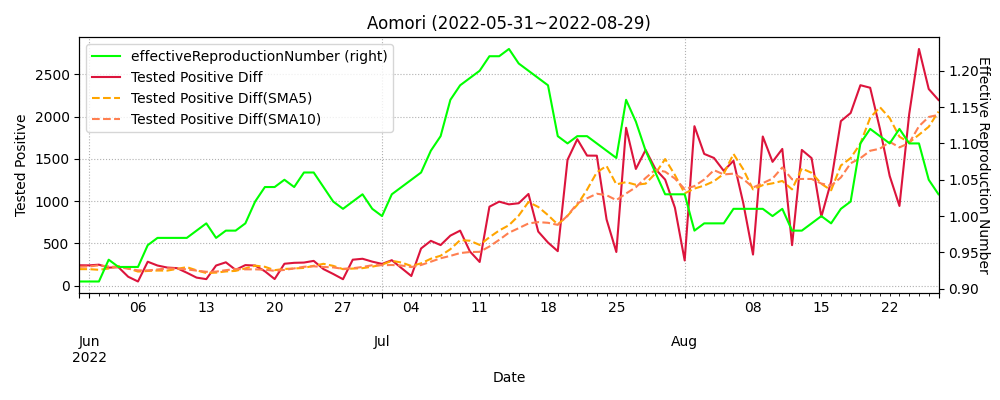 Aomori (2022-05-31~2022-08-29)
effectiveReproductionNumber (right)
Tested Positive Diff
Tested Positive Diff(SMA5)
Tested Positive Diff(SMA10)
Tested Positive
2500
2000
1500
1000
500
0
Effective Reproduction Number
1.20
1.15
1.10
1.05
1.00
0.95
0.90
06 13 20 27 04 11 18 25 08 15 22
Jun Jul Aug
2022
Date